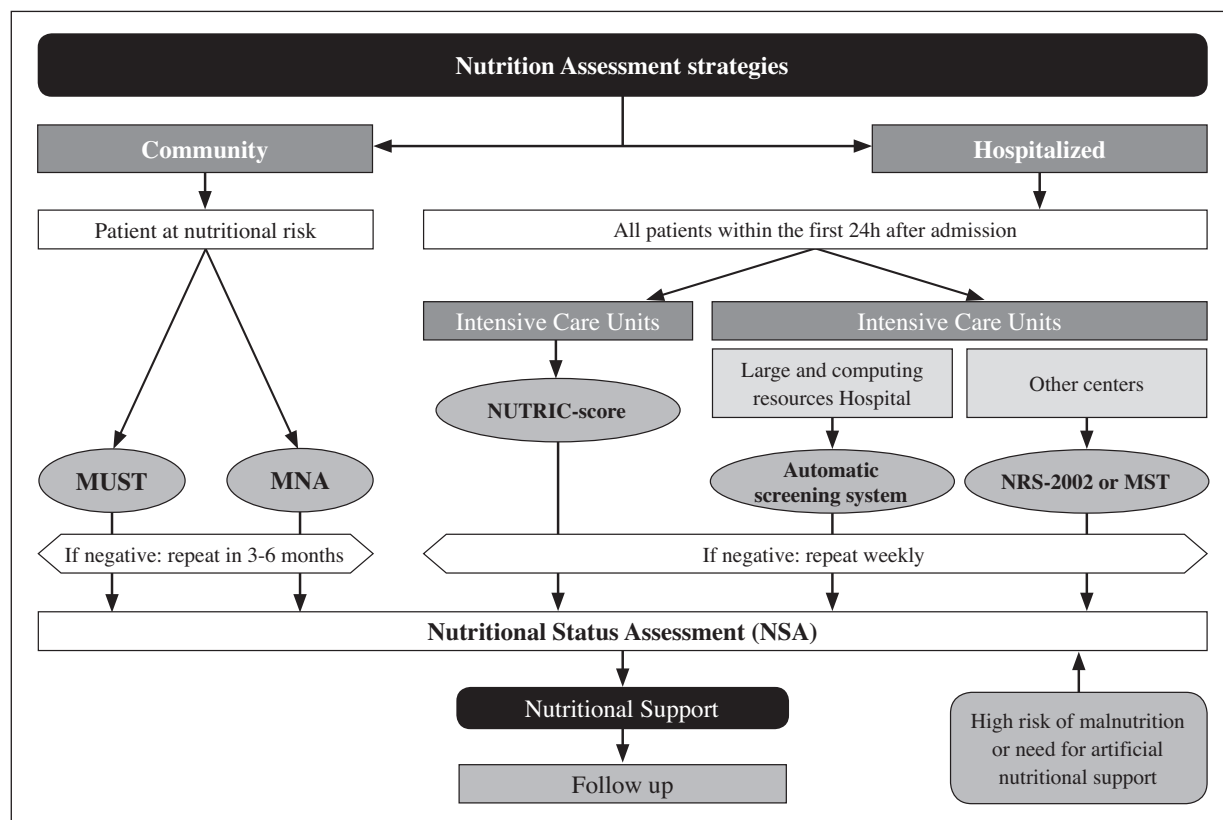 Nutrition Assessment strategies
Community
Hospitalized
Patient at nutritional risk
All patients within the first 24h after admission
Intensive Care Units
Intensive Care Units
Large and computing
resources Hospital
Other centers
NUTRIC-score
MUST
MNA
Automatic
screening system
NRS-2002 or MST
If negative: repeat in 3-6 months
If negative: repeat weekly
Nutritional Status Assessment (NSA)
Nutritional Support
High risk of malnutrition
or need for artificial
nutritional support
Follow up